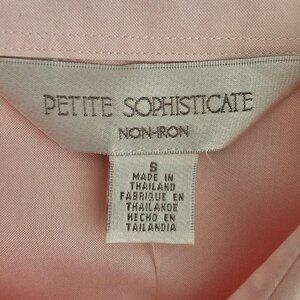 PETITE SOPHISTICATE
NON-IRON
S
MADE IN
THAILAND
FABRIQUE EN
THAILANDE
HECHO EN
TAILANDIA